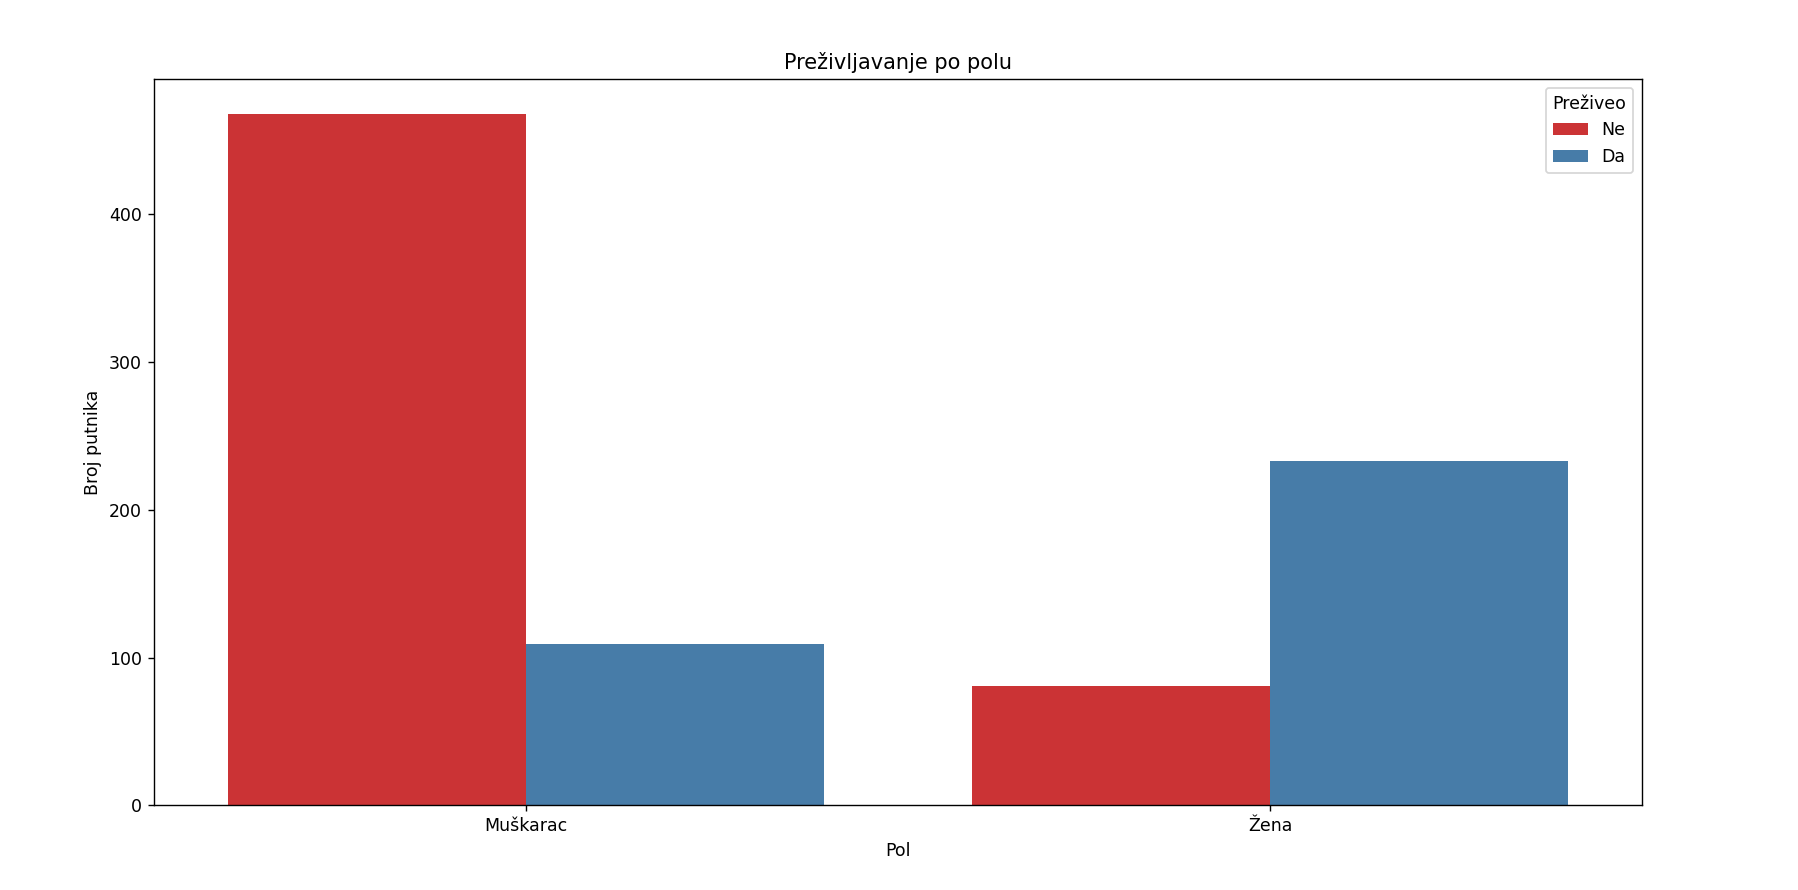 Preživljavanje po polu
Preživeo
Ne
Da
400
300
200
100
0
Broj putnika
Muškarac
Žena
Pol